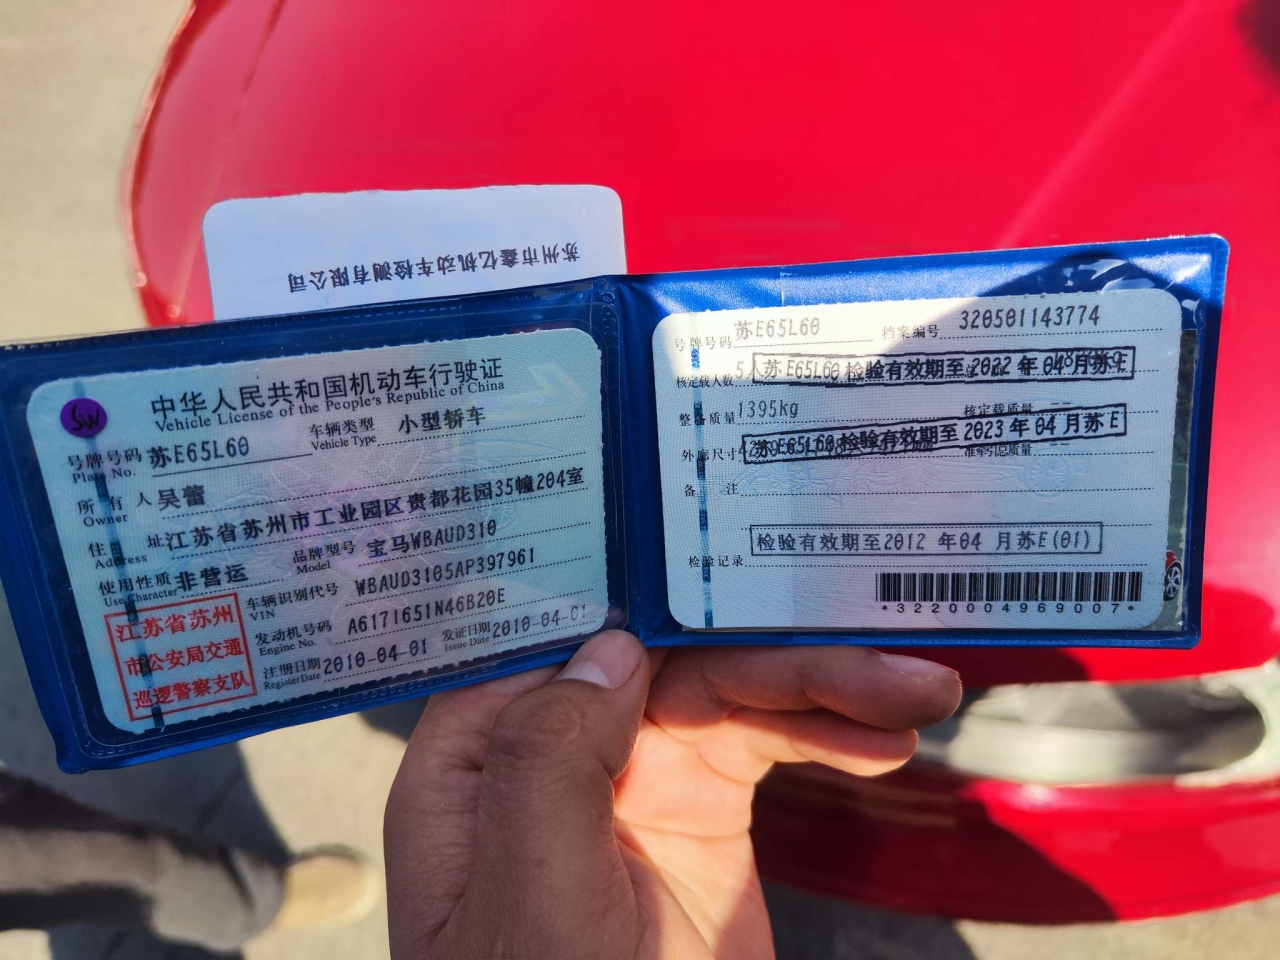 苏州市鑫亿机动车检测有限公司
SW
中华人民共和国机动车行驶证
Vehicle License of the People's Republic of China
号牌号码 苏E65L60 车辆类型 小型轿车
Plate No. Vehicle Type
所有人 吴蕾
Owner
住址 江苏省苏州市工业园区贵都花园35幢204室
Address
使用性质 非营运 品牌型号 宝马WBAUD310
Use Character Model
车辆识别代号 WBAUD3105AP397961
VIN
发动机号码 A6171651N46B20E
Engine No.
注册日期 2010-04-01 发证日期 2010-04-01
Register Date Issue Date
江苏省苏州
市公安局交通
巡逻警察支队
号牌号码 苏E65L60 档案编号 320501143774
核定载人数 5人
苏E65L60检验有效期至2022年04月苏E
整备质量 1395kg 核定载质量 --
苏E65L60检验有效期至2023年04月苏E
外廓尺寸 准牵引总质量 --
备注
检验有效期至2012年04月苏E(01)
检验记录
*3220004969007*